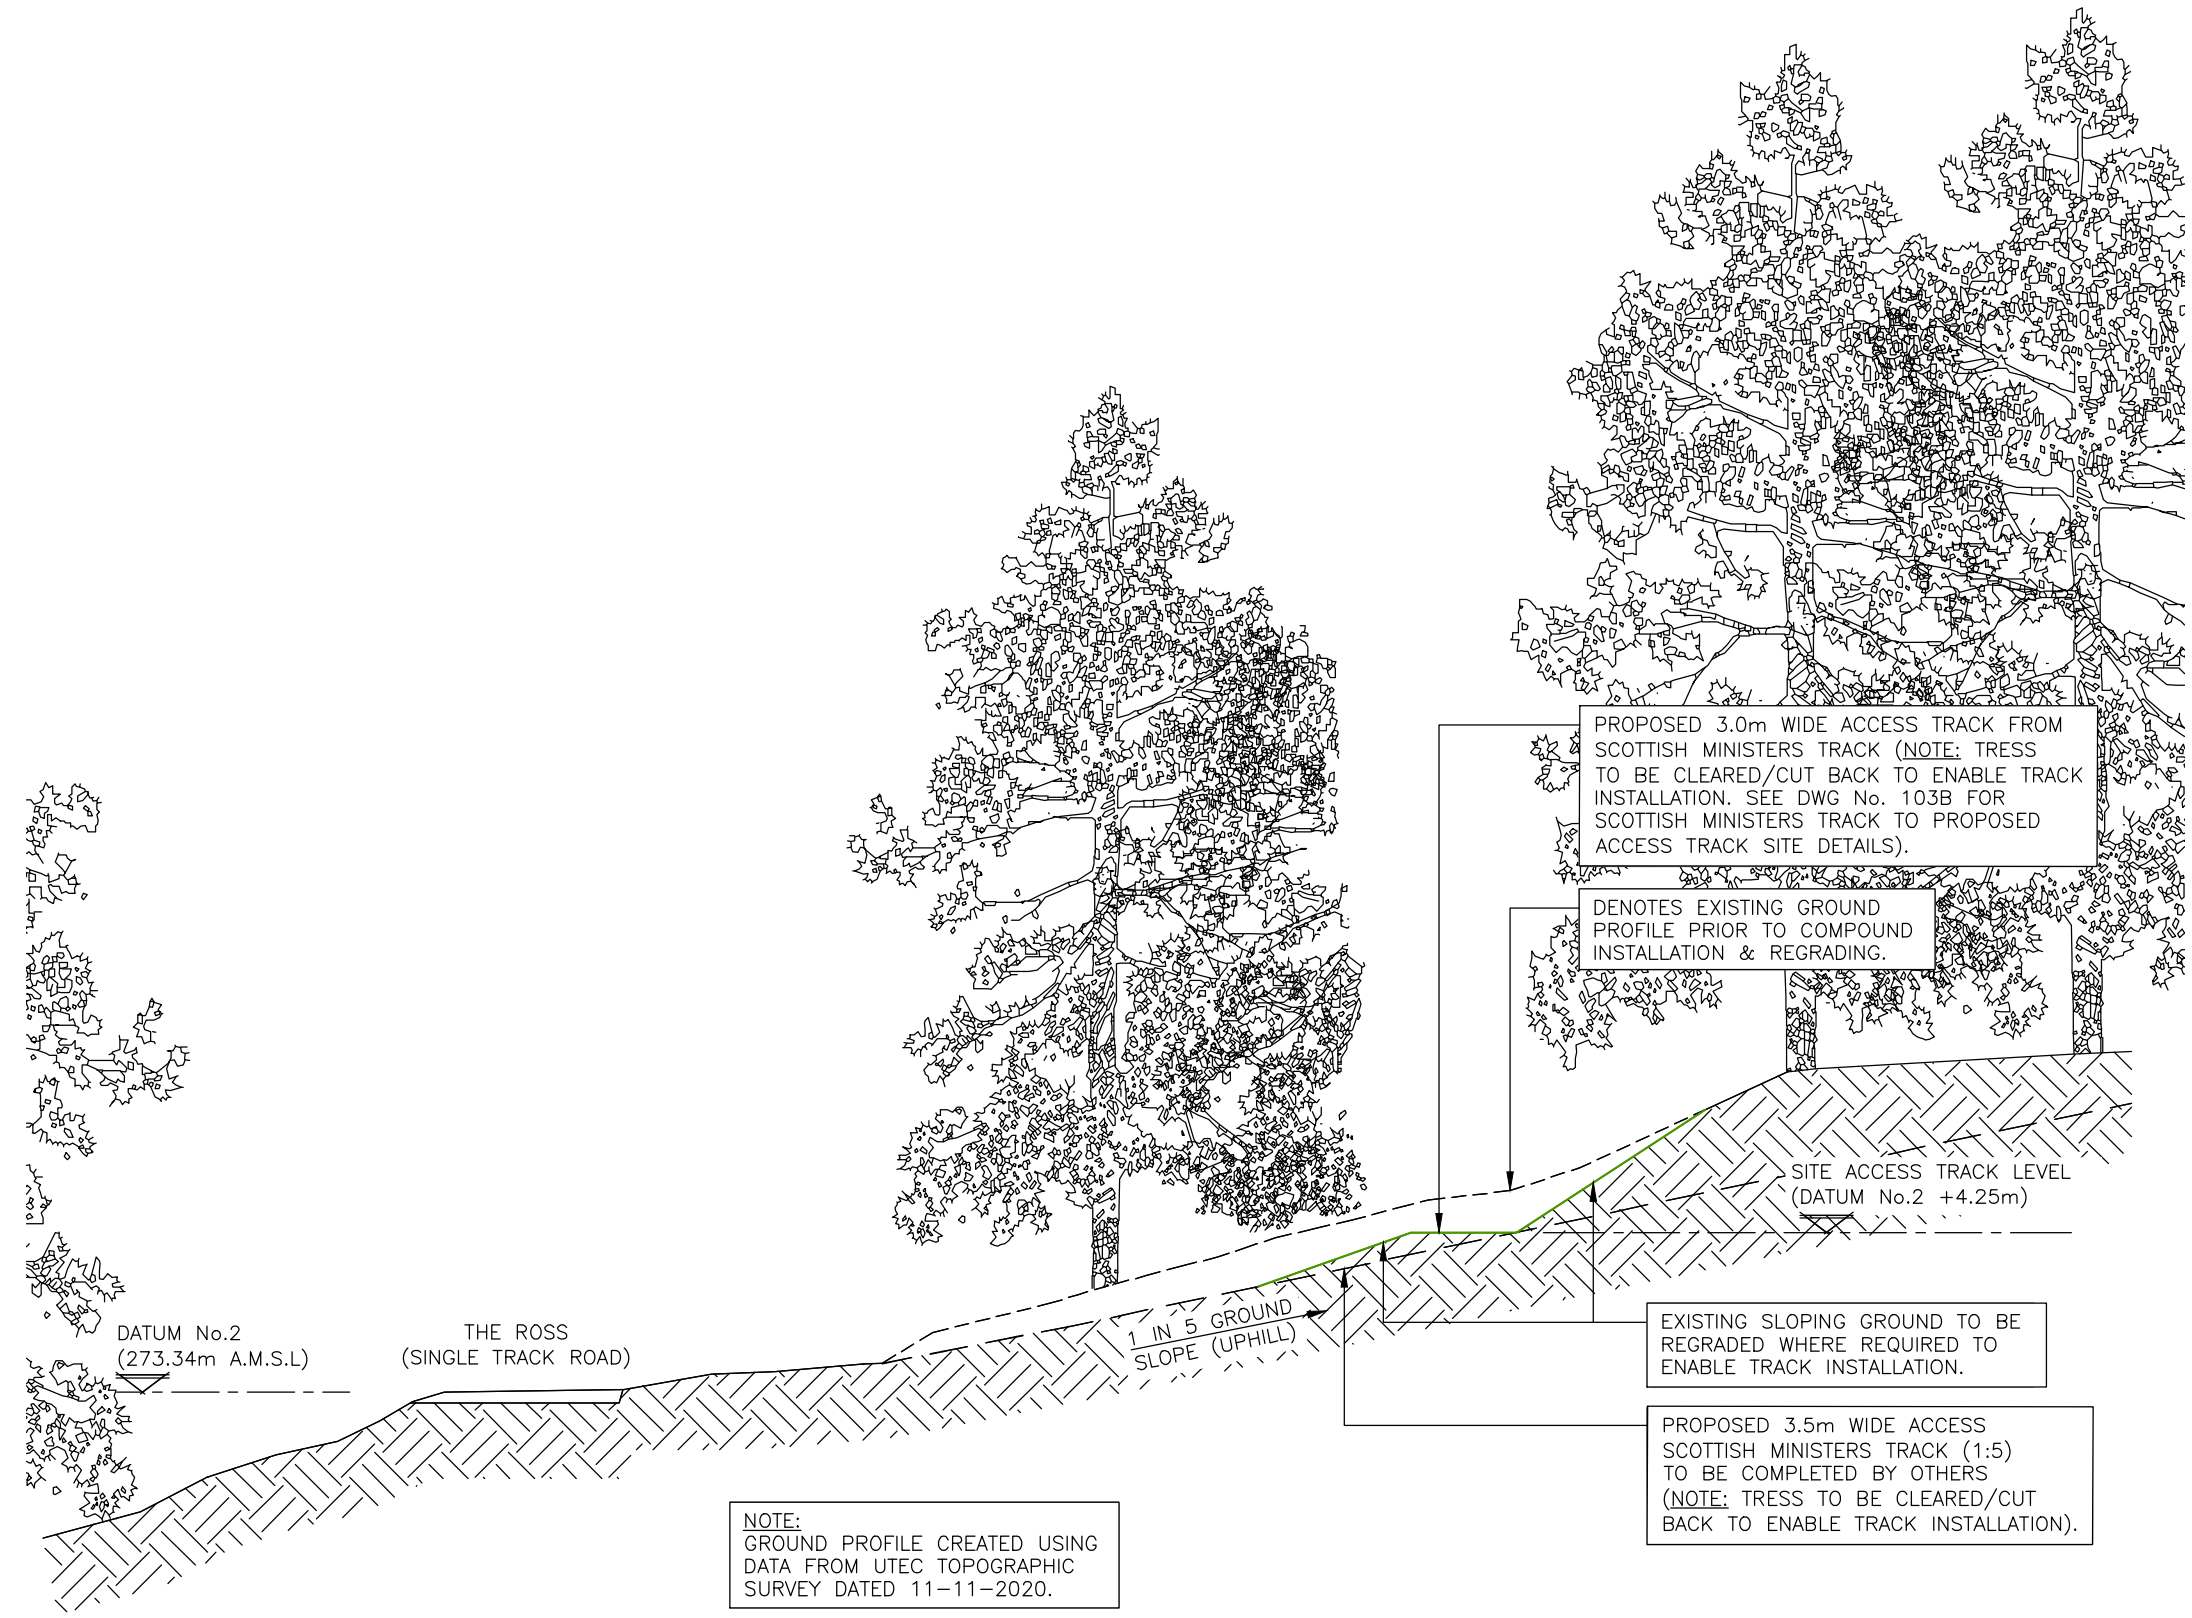 PROPOSED 3.0m WIDE ACCESS TRACK FROM
SCOTTISH MINISTERS TRACK (NOTE: TRESS
TO BE CLEARED/CUT BACK TO ENABLE TRACK
INSTALLATION. SEE DWG No. 103B FOR
SCOTTISH MINISTERS TRACK TO PROPOSED
ACCESS TRACK SITE DETAILS).
DENOTES EXISTING GROUND
PROFILE PRIOR TO COMPOUND
INSTALLATION & REGRADING.
SITE ACCESS TRACK LEVEL
(DATUM No.2 +4.25m)
DATUM No.2
(273.34m A.M.S.L)
THE ROSS
(SINGLE TRACK ROAD)
1 IN 5 GROUND
SLOPE (UPHILL)
EXISTING SLOPING GROUND TO BE
REGRADED WHERE REQUIRED TO
ENABLE TRACK INSTALLATION.
PROPOSED 3.5m WIDE ACCESS
SCOTTISH MINISTERS TRACK (1:5)
TO BE COMPLETED BY OTHERS
(NOTE: TRESS TO BE CLEARED/CUT
BACK TO ENABLE TRACK INSTALLATION).
NOTE:
GROUND PROFILE CREATED USING
DATA FROM UTEC TOPOGRAPHIC
SURVEY DATED 11-11-2020.